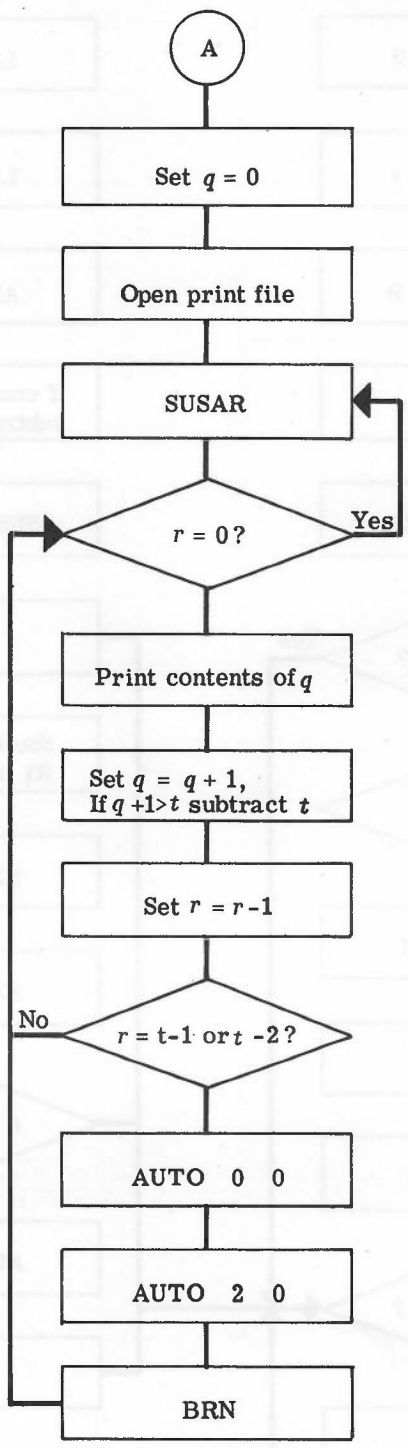 A
Set q = 0
Open print file
SUSAR
r = 0?
Yes
Print contents of q
Set q = q + 1,
If q +1>t subtract t
Set r = r-1
No
r = t-1 or t -2?
AUTO 0 0
AUTO 2 0
BRN